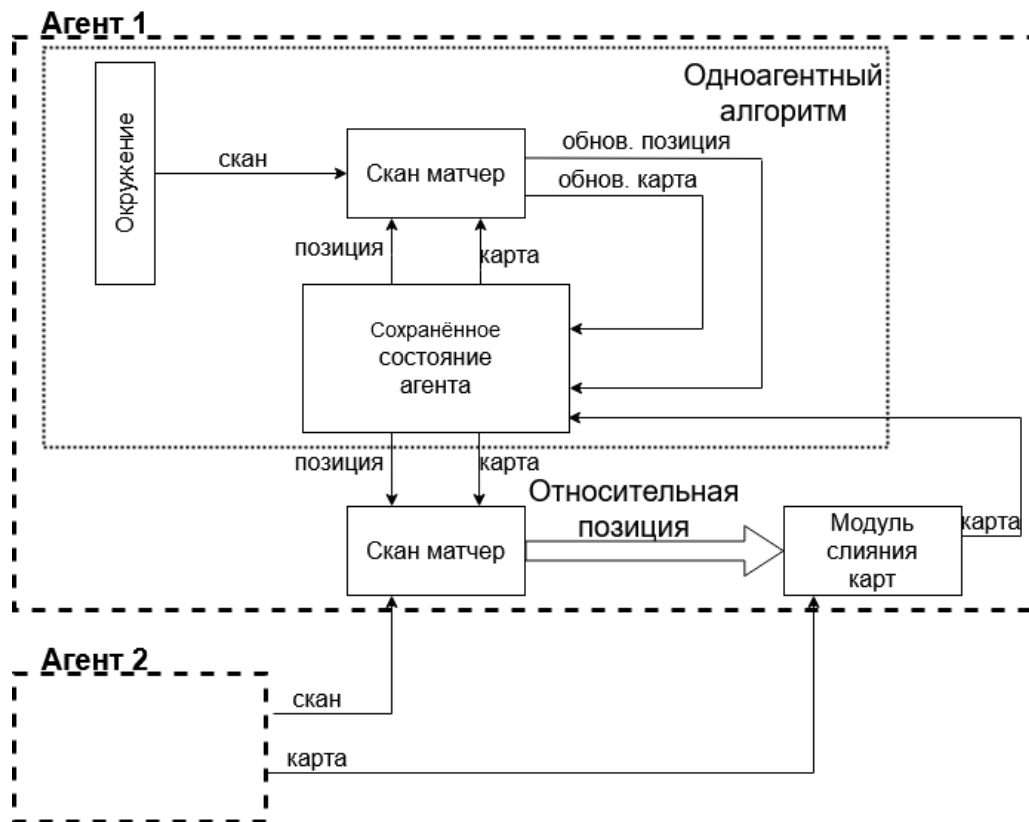 Агент 1
Одноагентный
алгоритм
Окружение
скан
Скан матчер
обнов. позиция
обнов. карта
позиция
карта
Сохранённое
состояние
агента
позиция
карта
Относительная
позиция
Скан матчер
Модуль
слияния
карт
карта
Агент 2
скан
карта